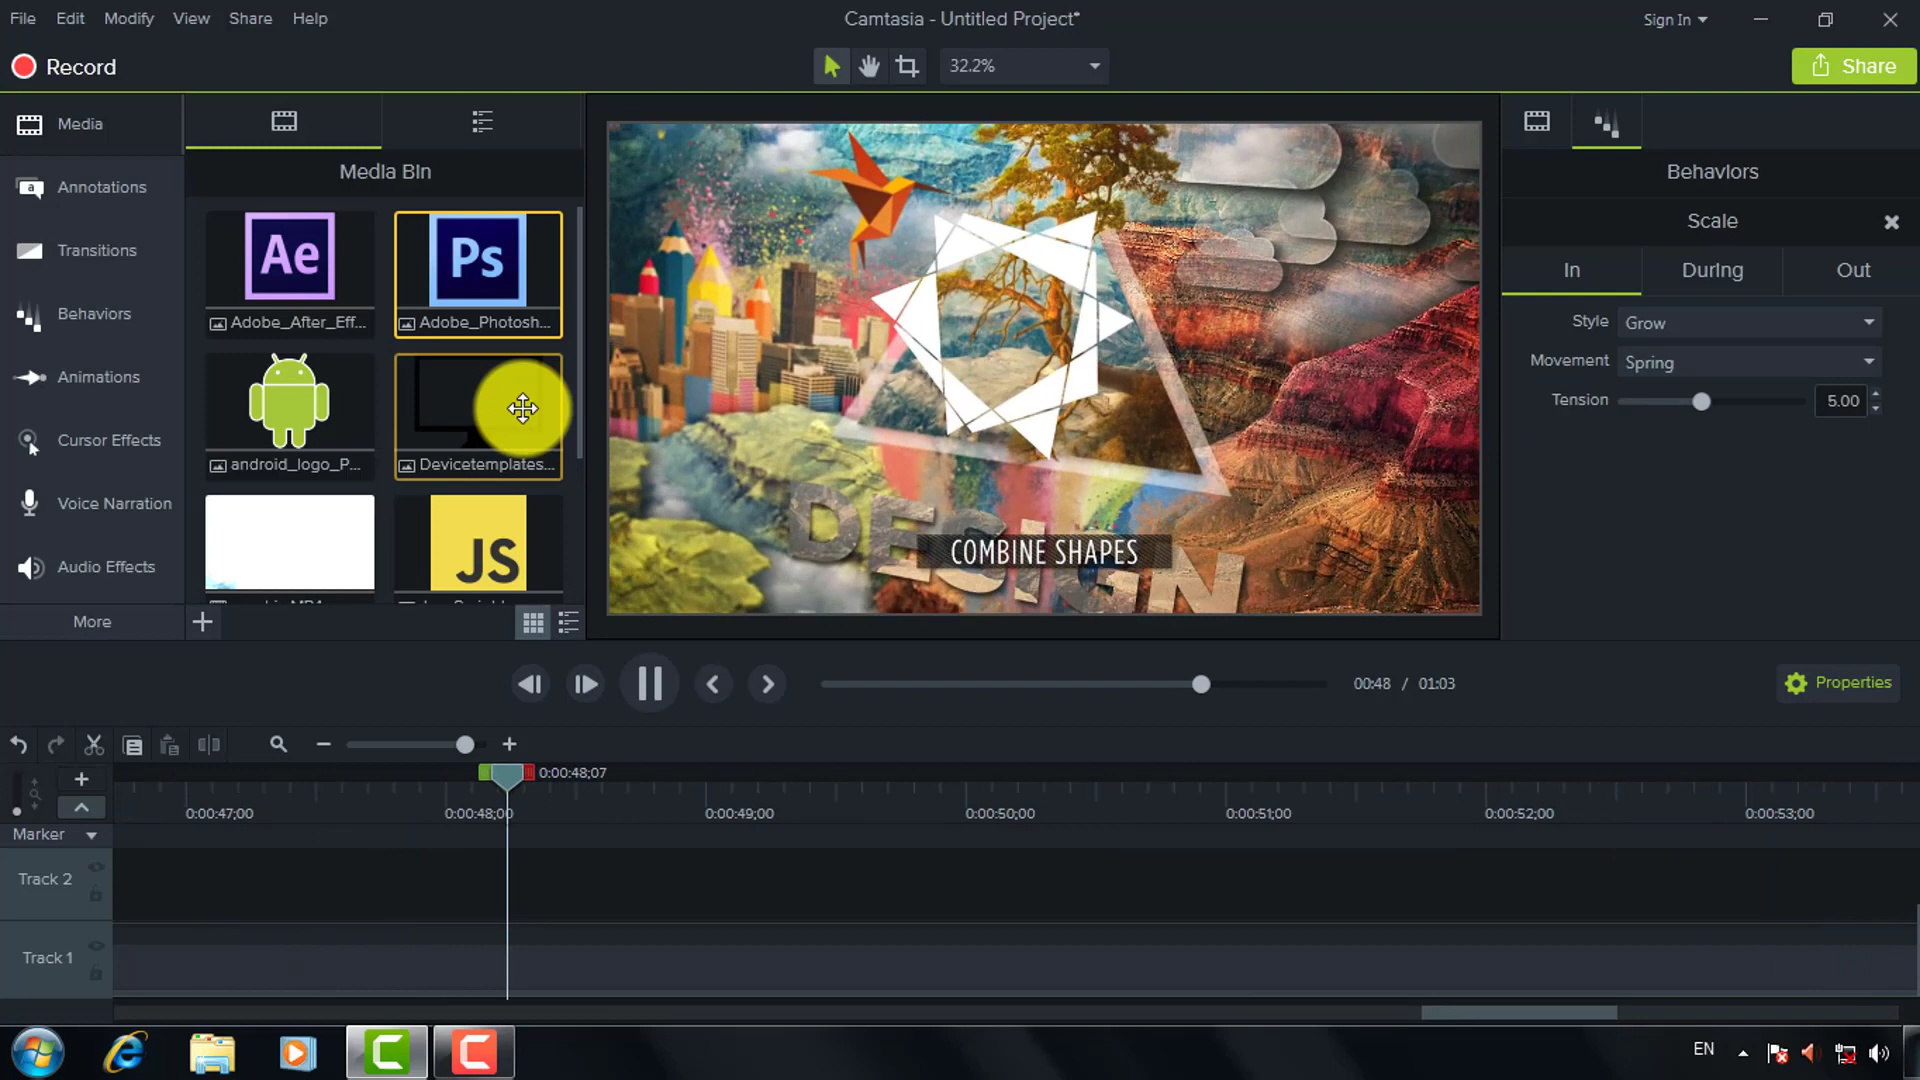 File Edit Modify View Share Help
Camtasia - Untitled Project*
Sign In
Record
32.2%
Share
Media
Annotations
Transitions
Behaviors
Animations
Cursor Effects
Voice Narration
Audio Effects
More
Media Bin
Ae
Adobe_After_Eff...
Ps
Adobe_Photosh...
android_logo_P...
Devicetemplates...
JS
DESIGN
COMBINE SHAPES
Behaviors
Scale
In During Out
Style Grow
Movement Spring
Tension 5.00
00:48 / 01:03
Properties
0:00:48;07
0:00:47;00 0:00:48;00 0:00:49;00 0:00:50;00 0:00:51;00 0:00:52;00 0:00:53;00
Marker
Track 2
Track 1
EN